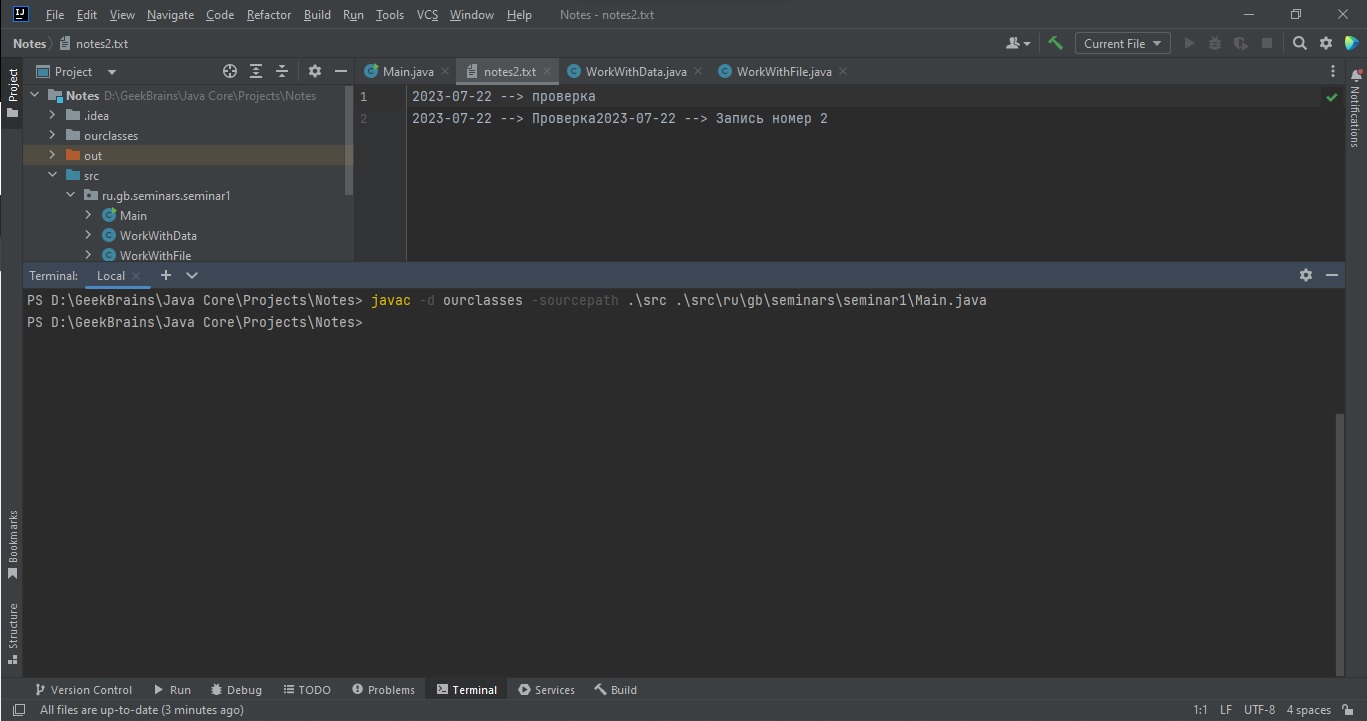 File Edit View Navigate Code Refactor Build Run Tools VCS Window Help Notes - notes2.txt
Notes notes2.txt Current File
Project Main.java notes2.txt WorkWithData.java WorkWithFile.java
Project
Notes D:\GeekBrains\Java Core\Projects\Notes
.idea
ourclasses
out
src
ru.gb.seminars.seminar1
Main
WorkWithData
WorkWithFile
1 2023-07-22 --> проверка
2 2023-07-22 --> Проверка2023-07-22 --> Запись номер 2
Notifications
Terminal: Local
PS D:\GeekBrains\Java Core\Projects\Notes> javac -d ourclasses -sourcepath .\src .\src\ru\gb\seminars\seminar1\Main.java
PS D:\GeekBrains\Java Core\Projects\Notes>
Bookmarks
Structure
Version Control Run Debug TODO Problems Terminal Services Build
All files are up-to-date (3 minutes ago) 1:1 LF UTF-8 4 spaces